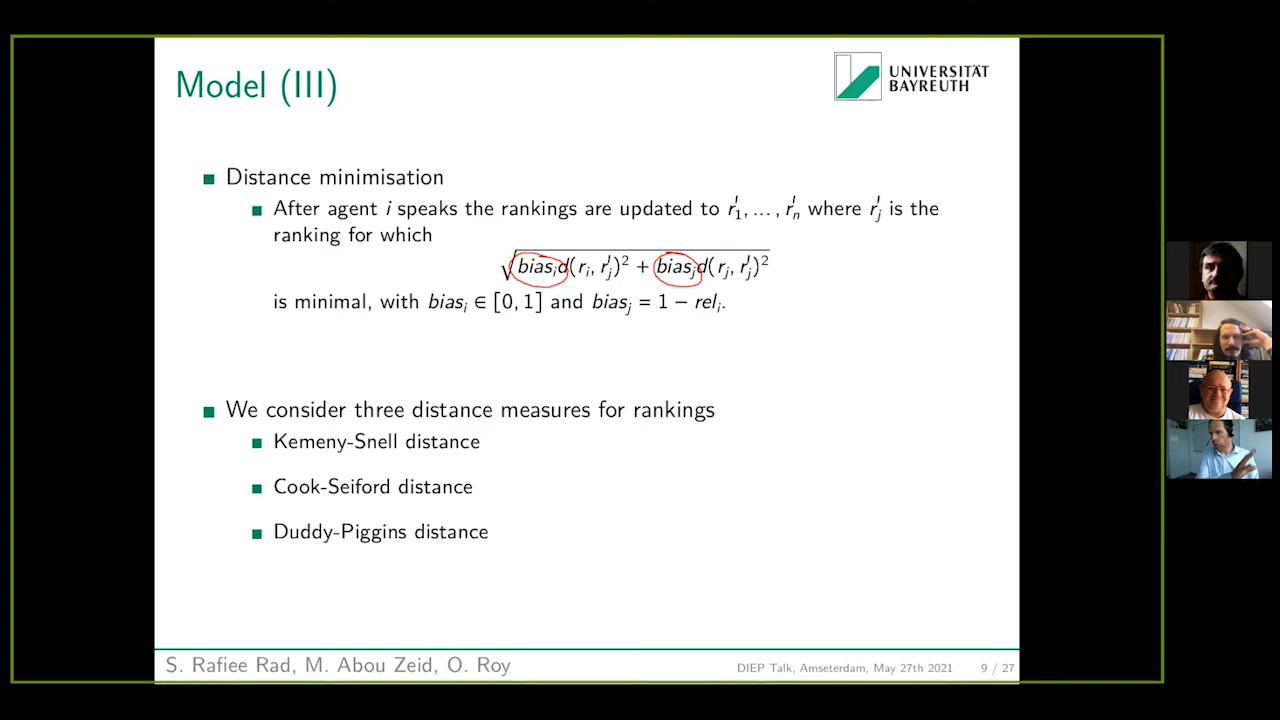 Model (III)
UNIVERSITÄT
BAYREUTH
Distance minimisation
After agent i speaks the rankings are updated to r′₁, … , r′ₙ where r′ⱼ is the
ranking for which
√(biasᵢd(rᵢ, r′ⱼ)² + biasⱼd(rⱼ, r′ⱼ)²)
is minimal, with biasᵢ ∈ [0, 1] and biasⱼ = 1 − relᵢ.
We consider three distance measures for rankings
Kemeny-Snell distance
Cook-Seiford distance
Duddy-Piggins distance
S. Rafiee Rad, M. Abou Zeid, O. Roy
DIEP Talk, Amseterdam, May 27th 2021
9 / 27